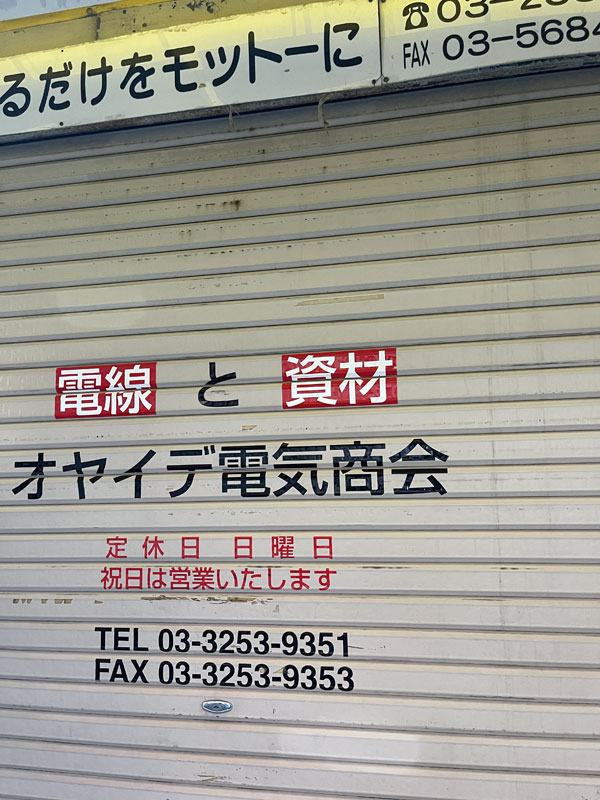 るだけをモットーに
☎03-2
FAX 03-5684
電線 と 資材
オヤイデ電気商会
定休日 日曜日
祝日は営業いたします
TEL 03-3253-9351
FAX 03-3253-9353